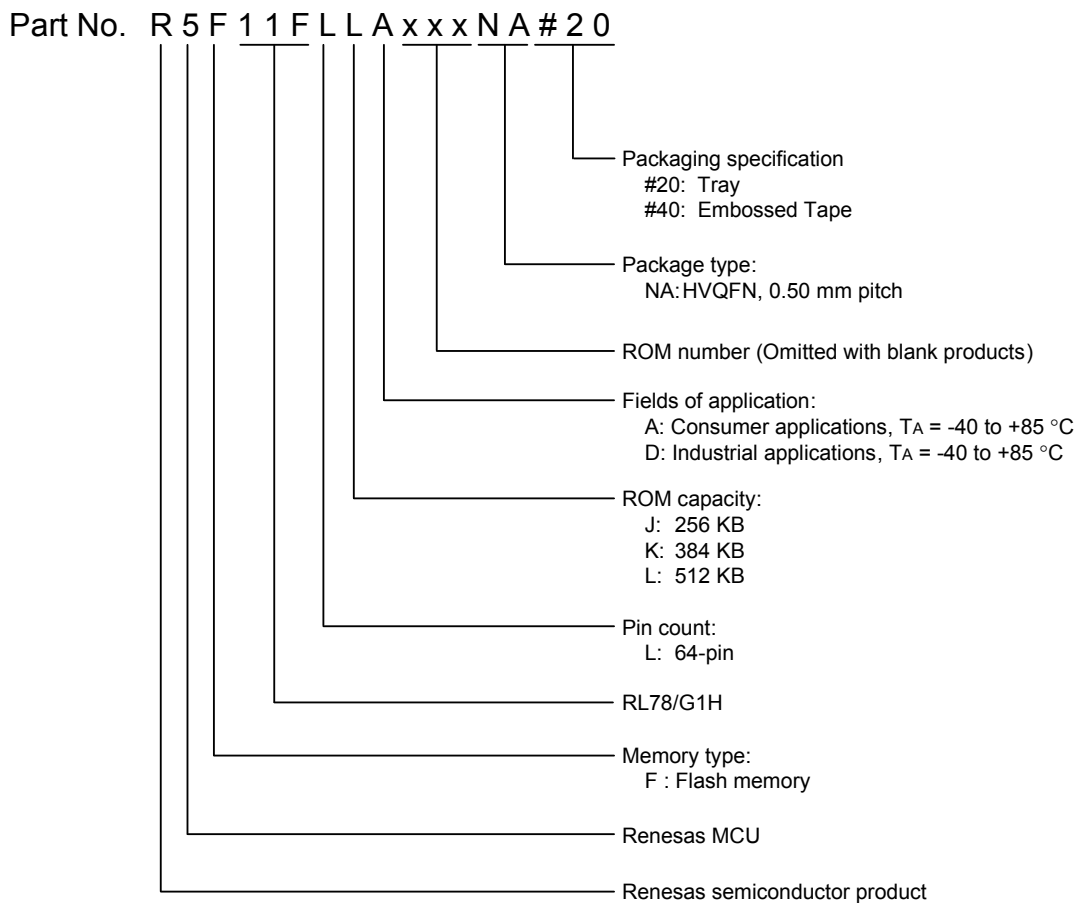 Part No. R 5 F 1 1 F L L A x x x N A # 2 0
Packaging specification
#20: Tray
#40: Embossed Tape
Package type:
NA:HVQFN, 0.50 mm pitch
ROM number (Omitted with blank products)
Fields of application:
A: Consumer applications, TA = -40 to +85 °C
D: Industrial applications, TA = -40 to +85 °C
ROM capacity:
J: 256 KB
K: 384 KB
L: 512 KB
Pin count:
L: 64-pin
RL78/G1H
Memory type:
F : Flash memory
Renesas MCU
Renesas semiconductor product